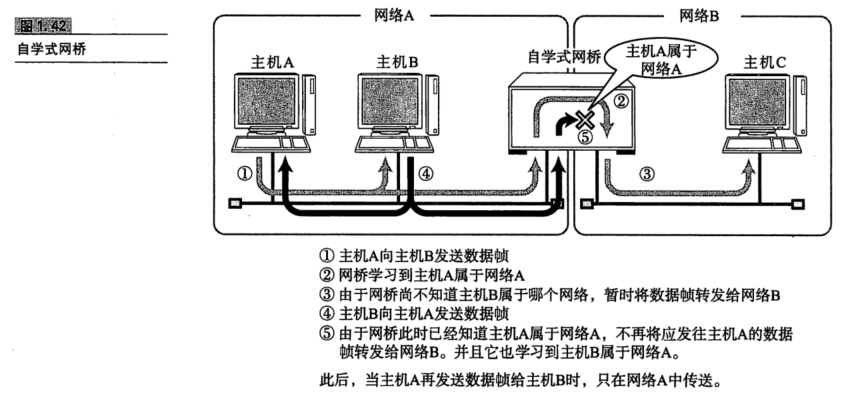 图 1.42
自学式网桥
网络A
网络B
主机A
主机B
自学式网桥
主机A属于
网络A
主机C
②
⑤
①
④
③
① 主机A向主机B发送数据帧
② 网桥学习到主机A属于网络A
③ 由于网桥尚不知道主机B属于哪个网络，暂时将数据帧转发给网络B
④ 主机B向主机A发送数据帧
⑤ 由于网桥此时已经知道主机A属于网络A，不再将应发往主机A的数据
帧转发给网络B。并且它也学习到主机B属于网络A。
此后，当主机A再发送数据帧给主机B时，只在网络A中传送。